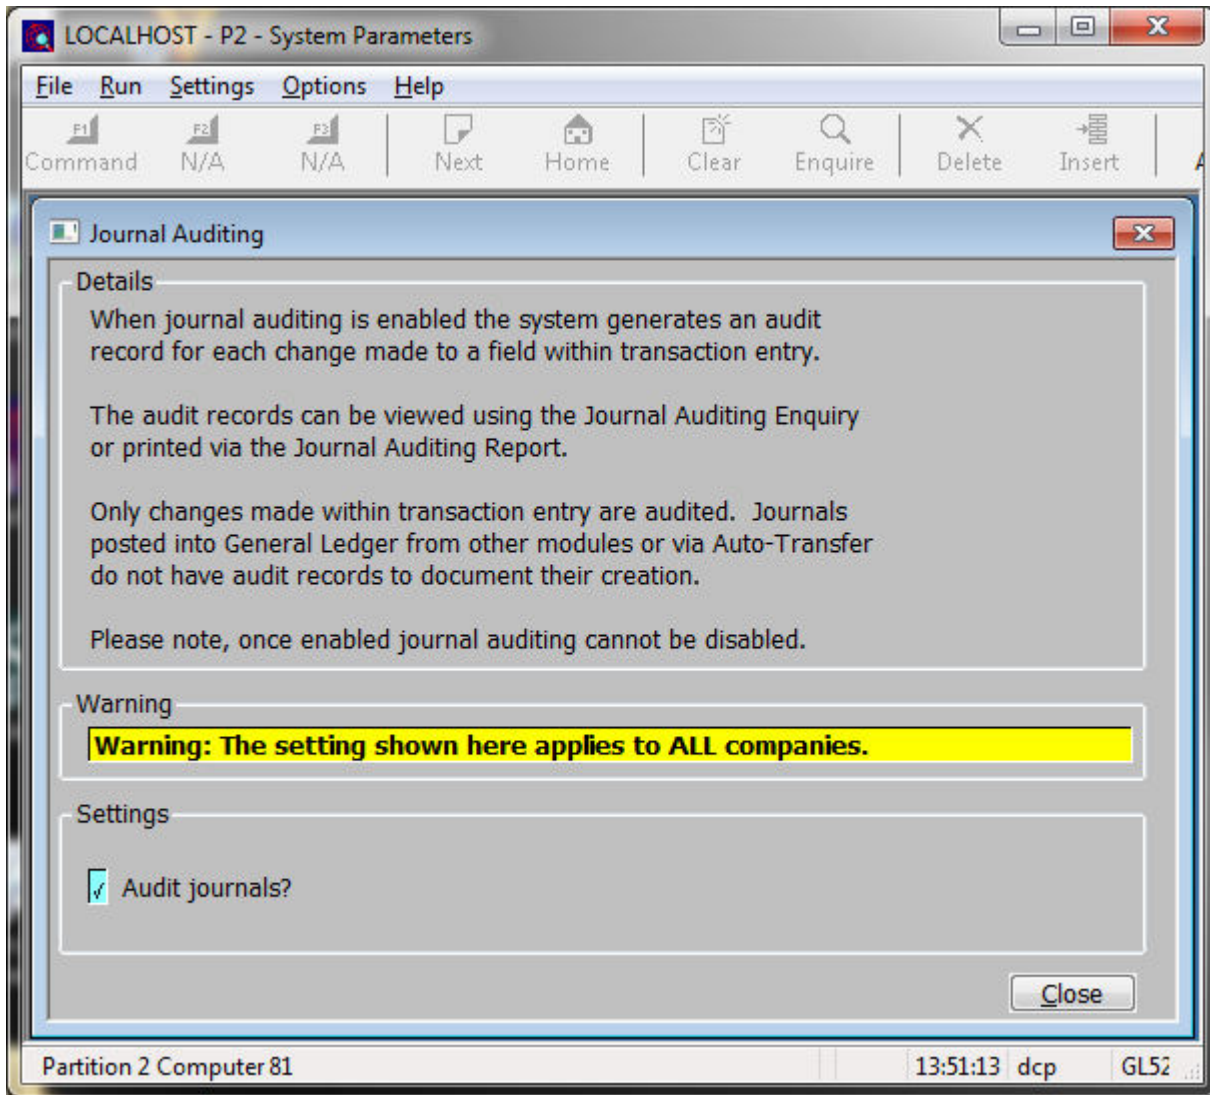 LOCALHOST - P2 - System Parameters
File Run Settings Options Help
F1 F2 F3
Command N/A N/A Next Home Clear Enquire Delete Insert
Journal Auditing
Details
When journal auditing is enabled the system generates an audit
record for each change made to a field within transaction entry.
The audit records can be viewed using the Journal Auditing Enquiry
or printed via the Journal Auditing Report.
Only changes made within transaction entry are audited.  Journals
posted into General Ledger from other modules or via Auto-Transfer
do not have audit records to document their creation.
Please note, once enabled journal auditing cannot be disabled.
Warning
Warning: The setting shown here applies to ALL companies.
Settings
Audit journals?
Close
Partition 2 Computer 81 13:51:13 dcp GL52